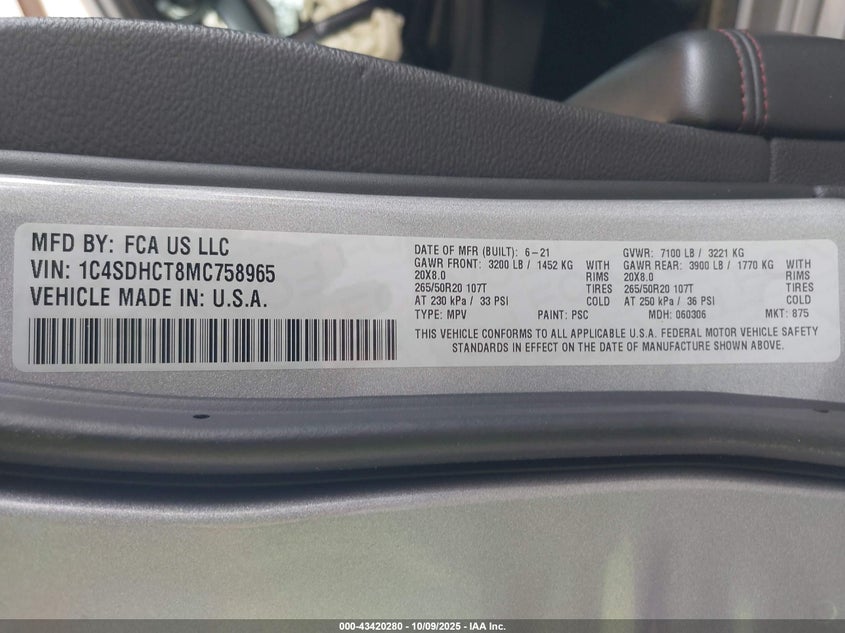 MFD BY: FCA US LLC
VIN: 1C4SDHCT8MC758965
VEHICLE MADE IN: U.S.A.
DATE OF MFR (BUILT): 6-21 GVWR: 7100 LB / 3221 KG
GAWR FRONT: 3200 LB / 1452 KG WITH GAWR REAR: 3900 LB / 1770 KG WITH
20X8.0 RIMS 20X8.0 RIMS
265/50R20 107T TIRES 265/50R20 107T TIRES
AT 230 kPa / 33 PSI COLD AT 250 kPa / 36 PSI COLD
TYPE: MPV PAINT: PSC MDH: 060306 MKT: 875
THIS VEHICLE CONFORMS TO ALL APPLICABLE U.S.A. FEDERAL MOTOR VEHICLE SAFETY
STANDARDS IN EFFECT ON THE DATE OF MANUFACTURE SHOWN ABOVE.
000-43420280 - 10/09/2025 - IAA Inc.